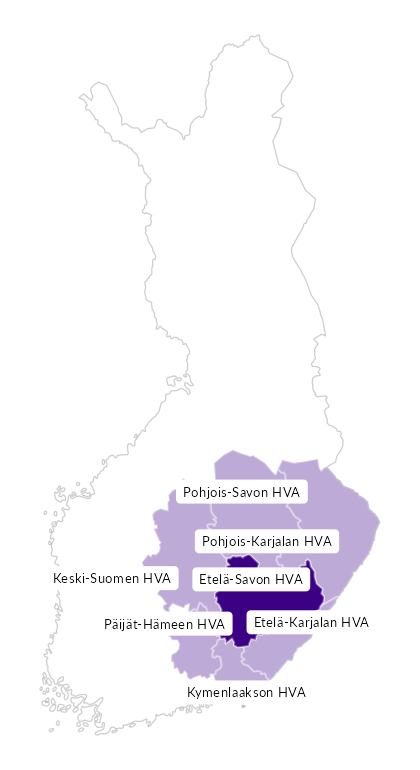 Pohjois-Savon HVA
Pohjois-Karjalan HVA
Keski-Suomen HVA
Etelä-Savon HVA
Päijät-Hämeen HVA
Etelä-Karjalan HVA
Kymenlaakson HVA